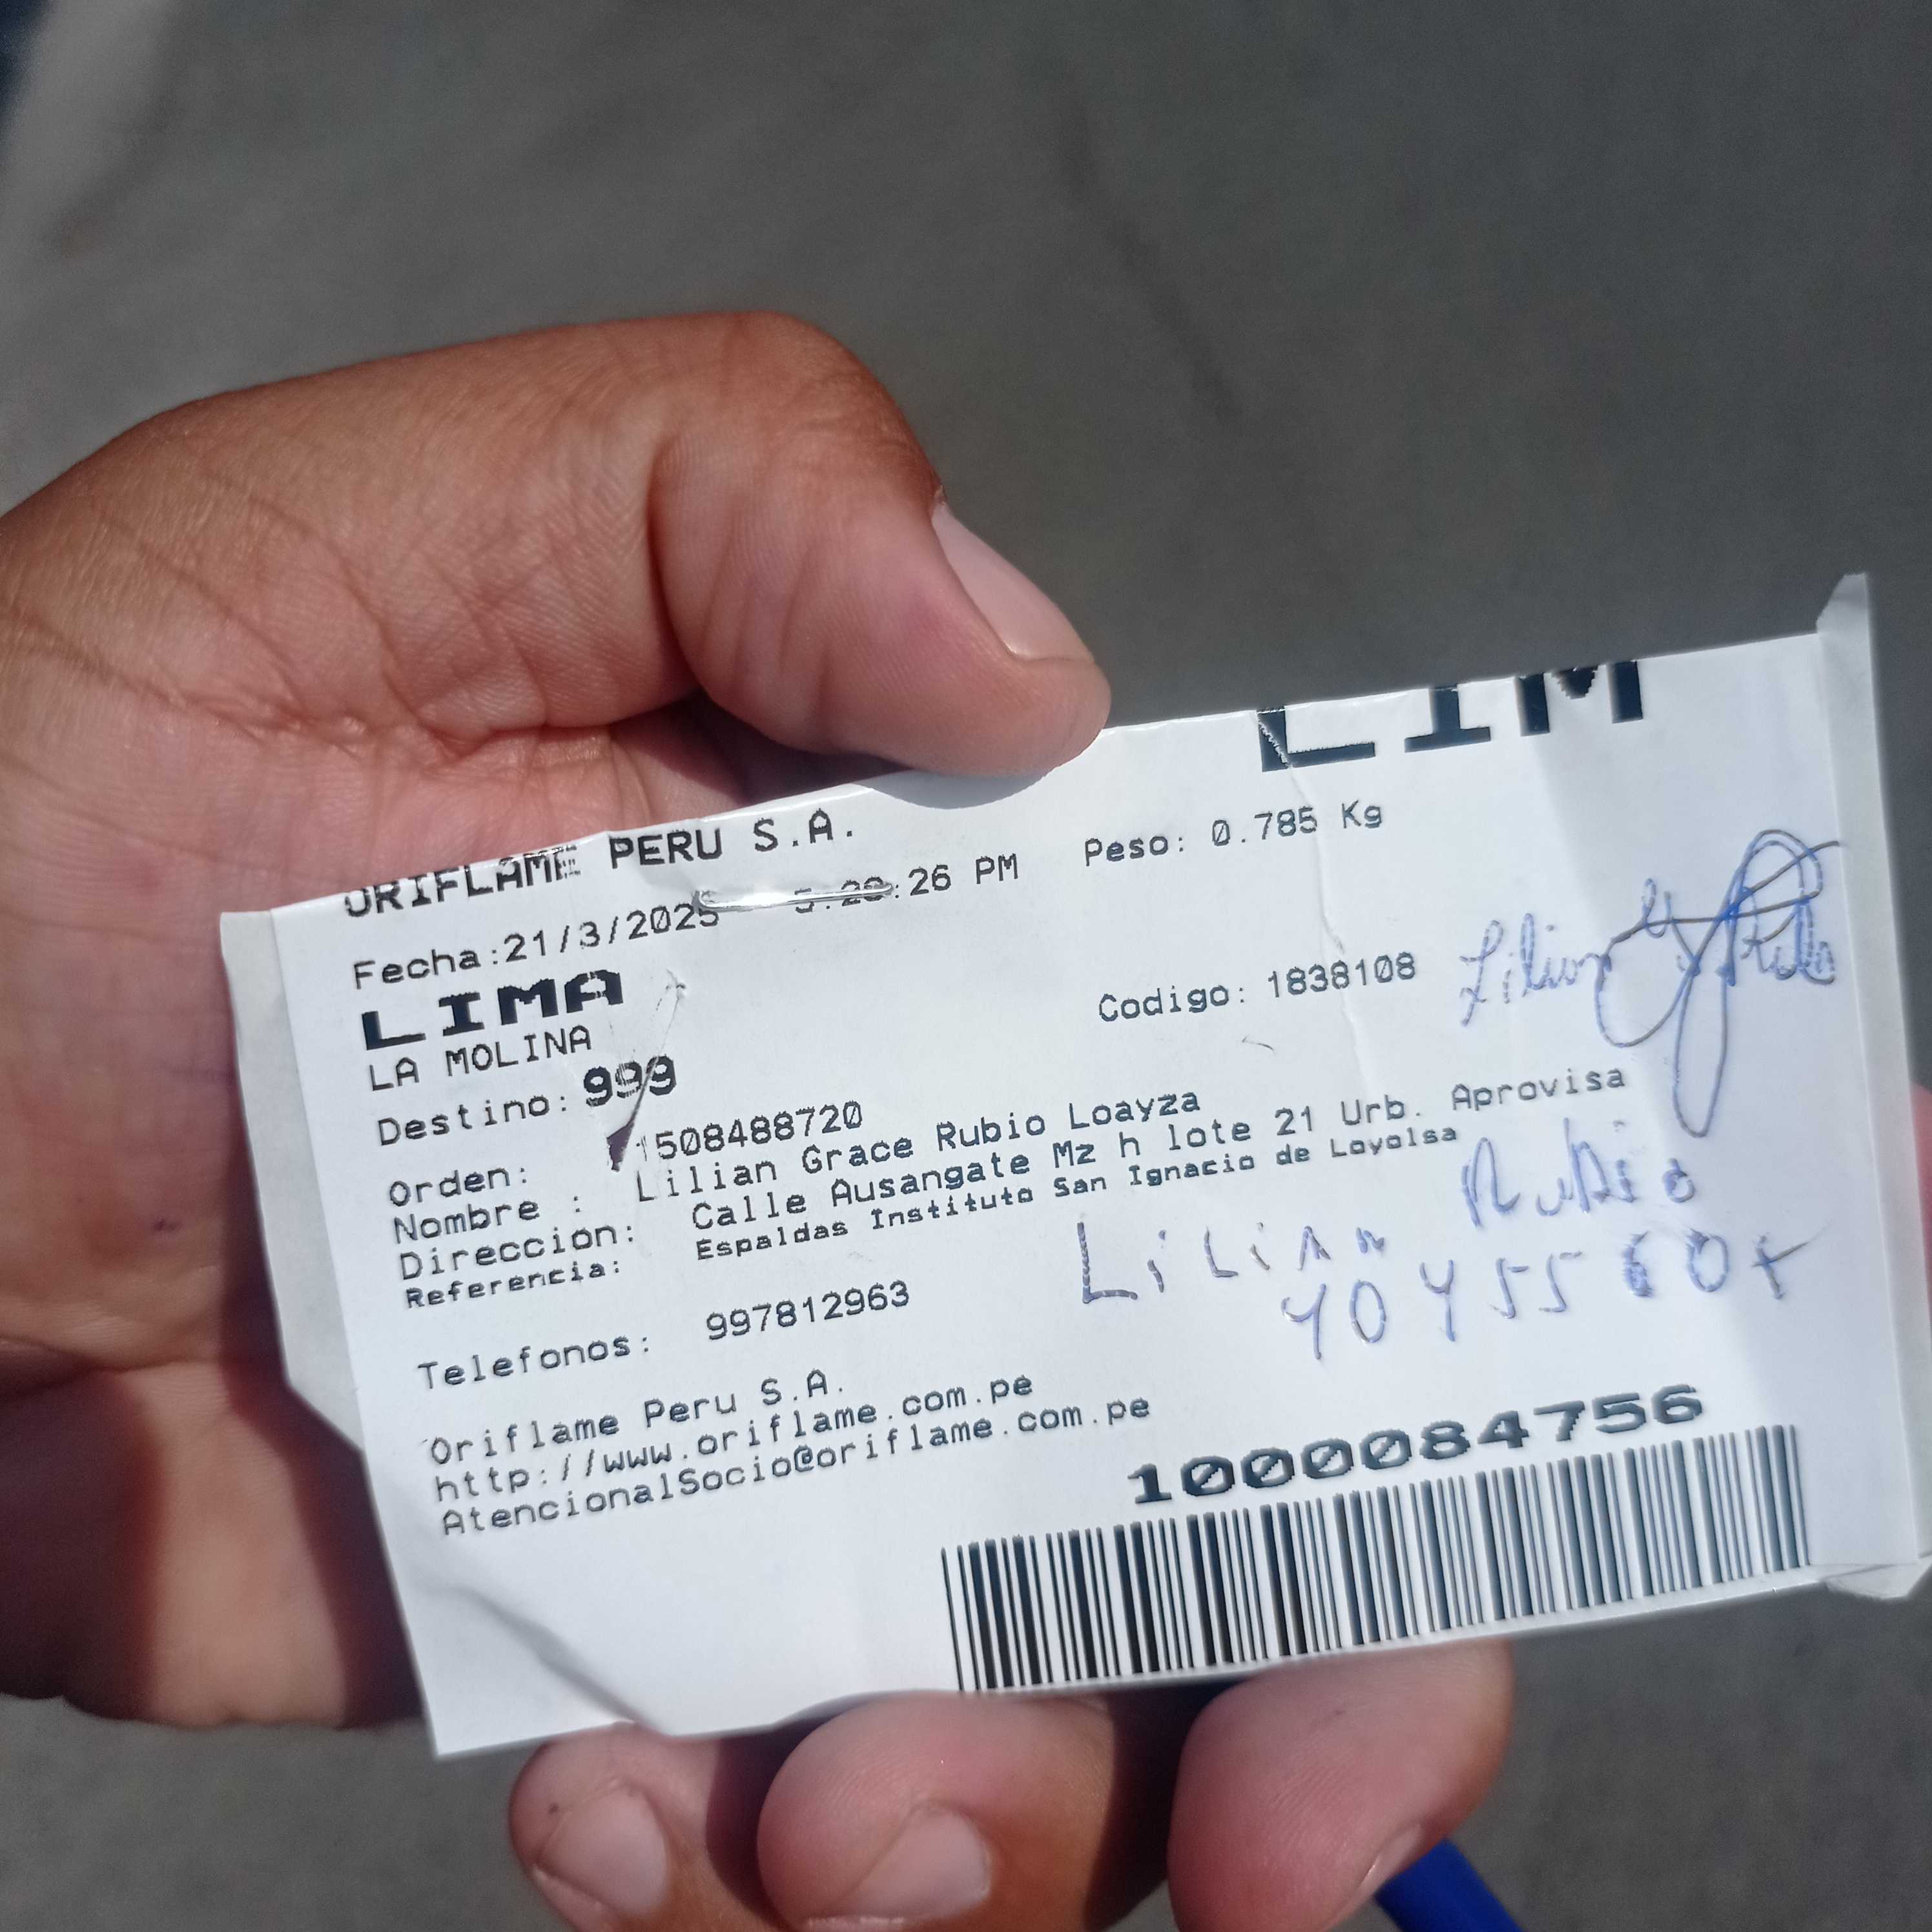 LIM
ORIFLAME PERU S.A.
Fecha:21/3/2025 5:20:26 PM Peso: 0.785 Kg
LIMA
LA MOLINA
Codigo: 1838108
Destino: 999
Orden: 1508488720
Nombre : Lilian Grace Rubio Loayza
Direccion: Calle Ausangate Mz h lote 21 Urb. Aprovisa
Referencia: Espaldas Instituto San Ignacio de Loyolsa
Lilian Rubio
Telefonos: 997812963
Oriflame Peru S.A.
http://www.oriflame.com.pe
AtencionalSocio@oriflame.com.pe
1000084756